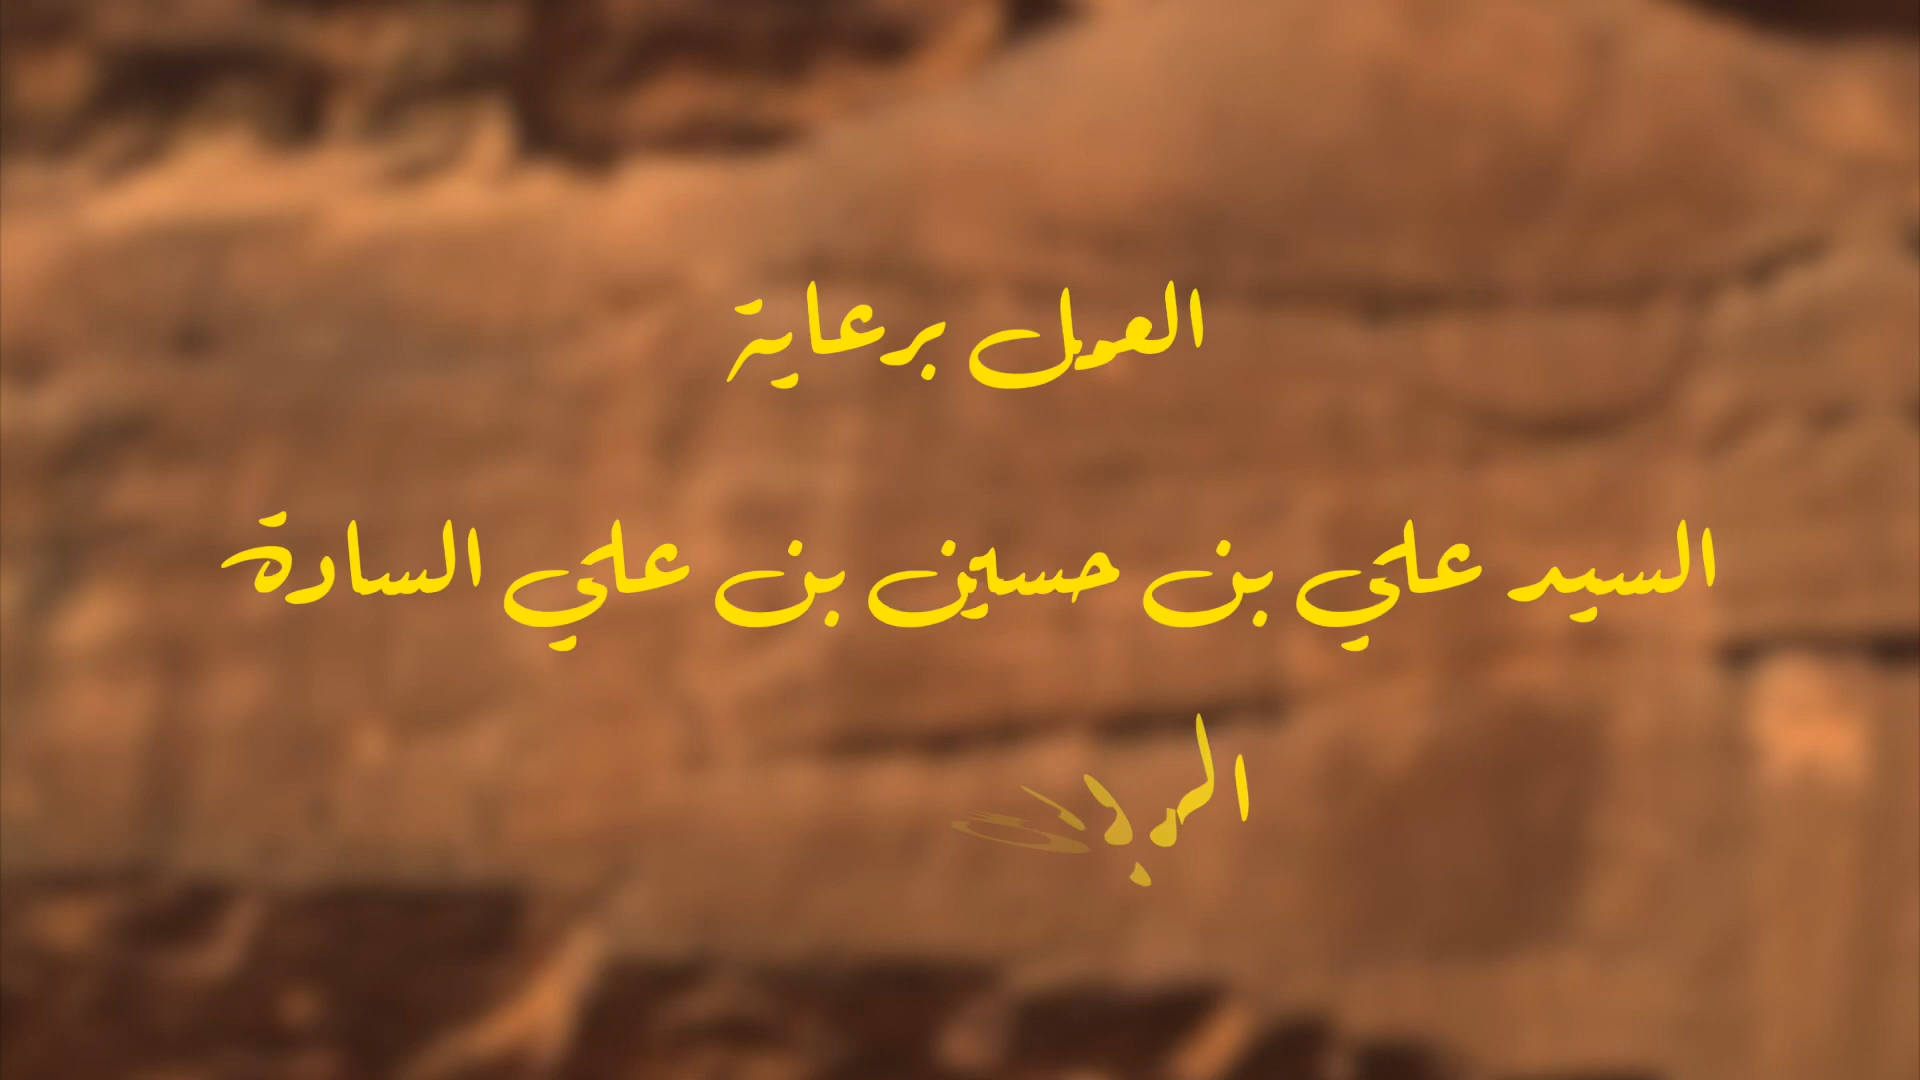 العمل برعاية
السيد علي بن حسين بن علي السادة